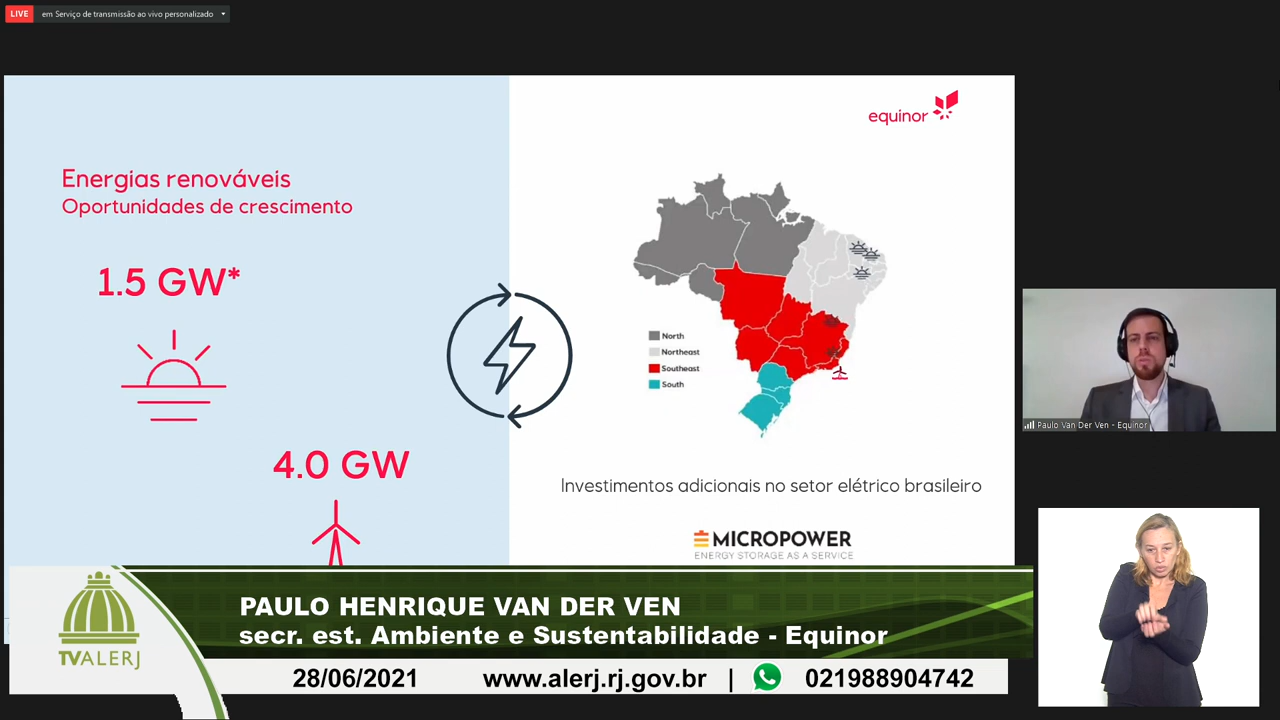 LIVE em Serviço de transmissão ao vivo personalizado
equinor
Energias renováveis
Oportunidades de crescimento
1.5 GW*
4.0 GW
North
Northeast
Southeast
South
Investimentos adicionais no setor elétrico brasileiro
MICROPOWER
ENERGY STORAGE AS A SERVICE
Paulo Van Der Ven - Equinor
TVALERJ
PAULO HENRIQUE VAN DER VEN
secr. est. Ambiente e Sustentabilidade - Equinor
28/06/2021 www.alerj.rj.gov.br | 021988904742